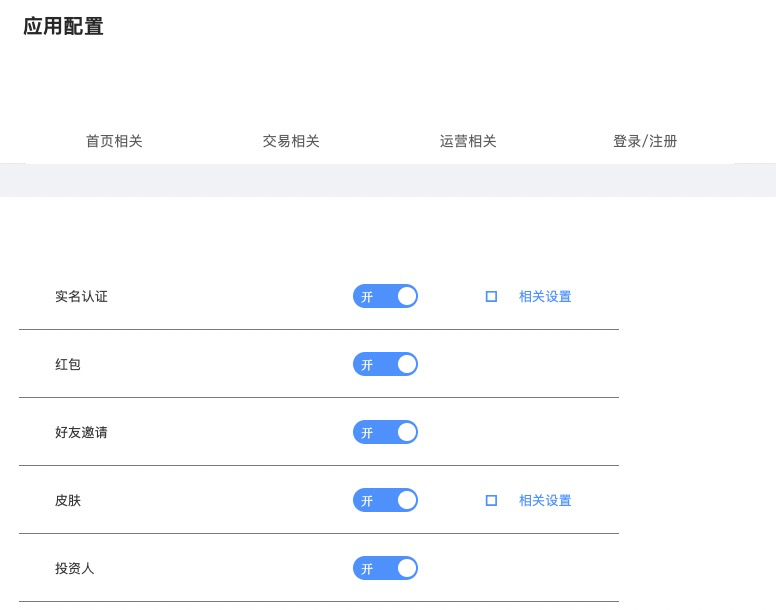 应用配置
首页相关 交易相关 运营相关 登录/注册
实名认证 开 相关设置
红包 开
好友邀请 开
皮肤 开 相关设置
投资人 开